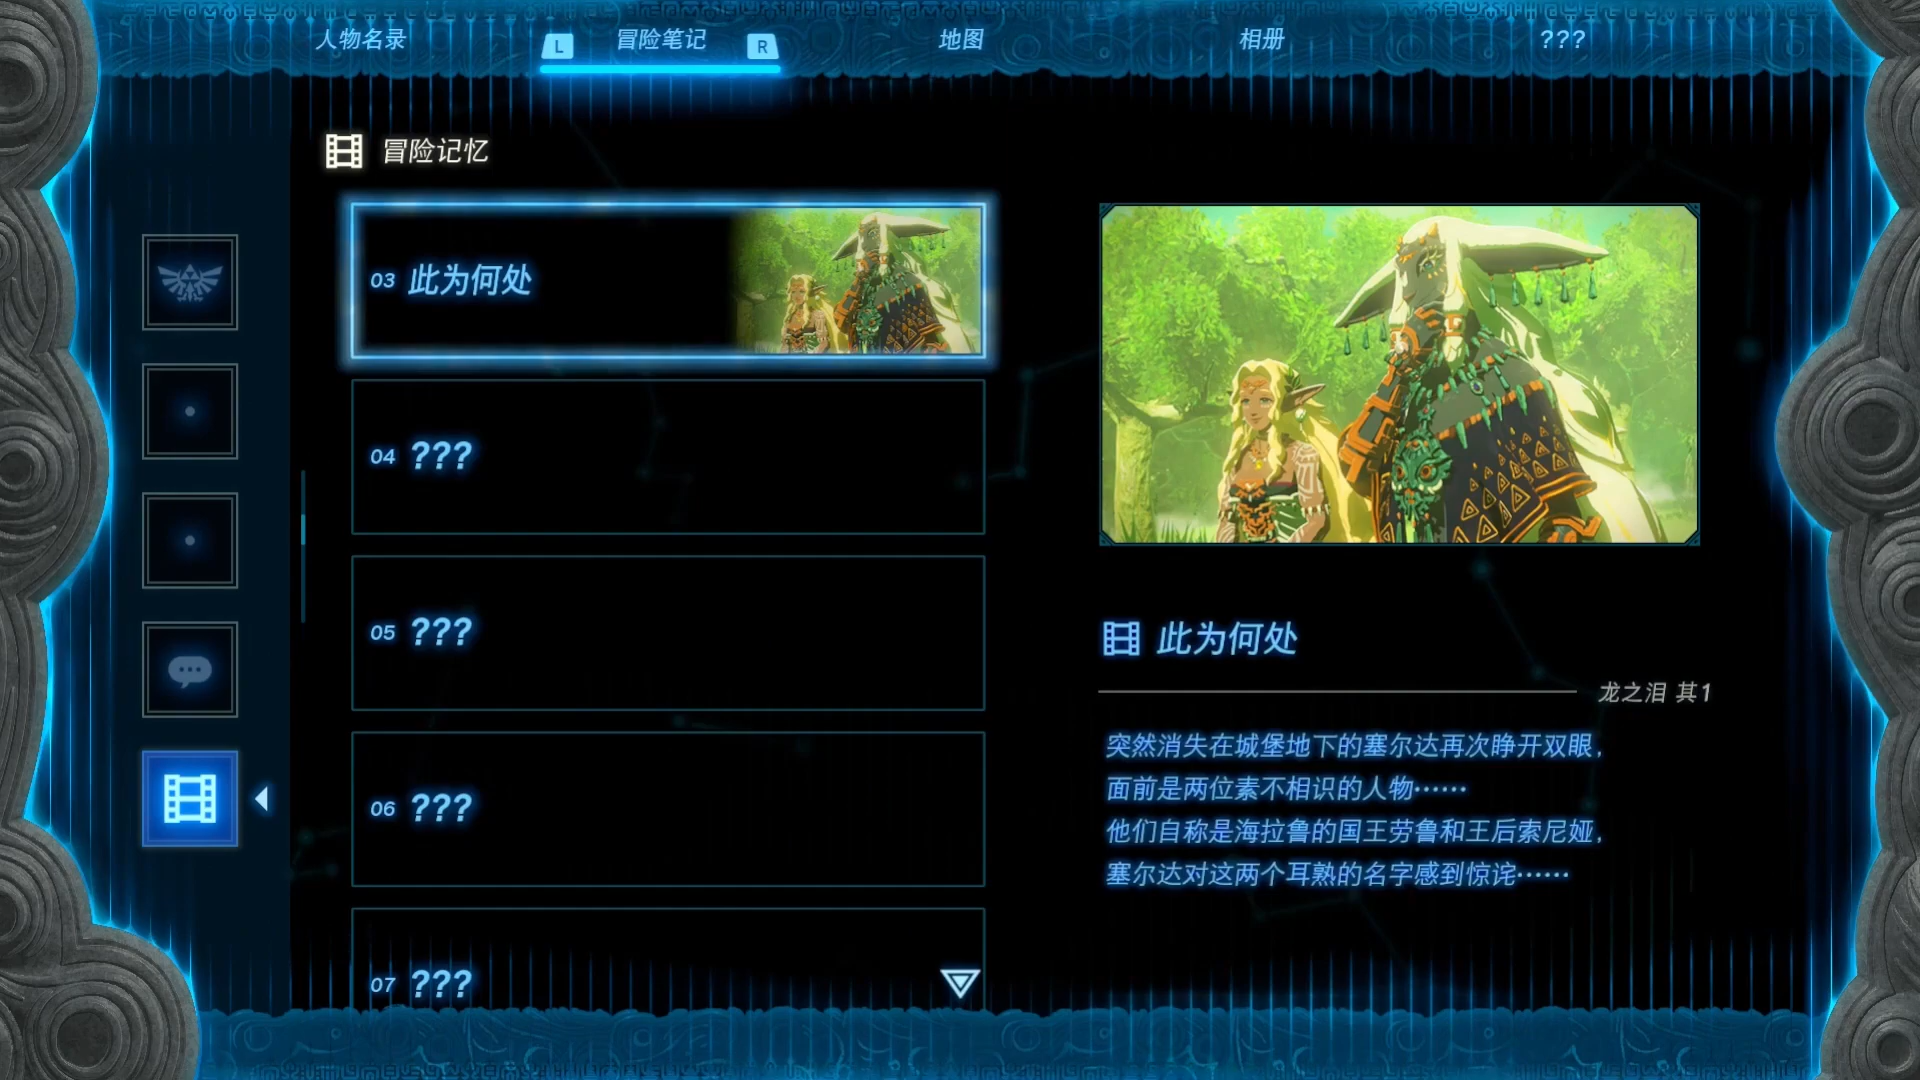 人物名录
L 冒险笔记 R
地图
相册
???
冒险记忆
03 此为何处
04 ???
05 ???
06 ???
07 ???
此为何处
龙之泪 其1
突然消失在城堡地下的塞尔达再次睁开双眼，
面前是两位素不相识的人物……
他们自称是海拉鲁的国王劳鲁和王后索尼娅，
塞尔达对这两个耳熟的名字感到惊诧……